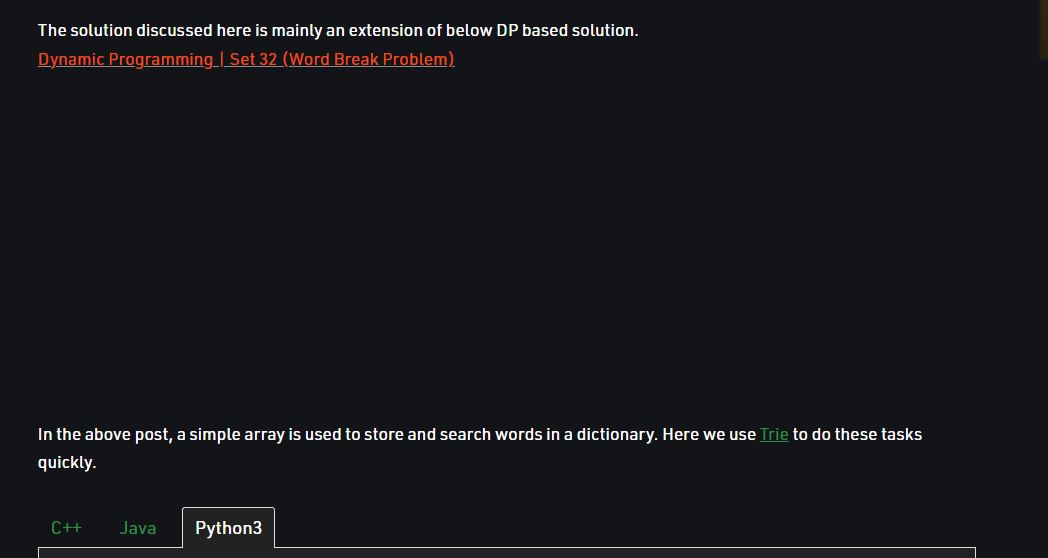 The solution discussed here is mainly an extension of below DP based solution.
Dynamic Programming | Set 32 (Word Break Problem)
In the above post, a simple array is used to store and search words in a dictionary. Here we use Trie to do these tasks
quickly.
C++ Java Python3